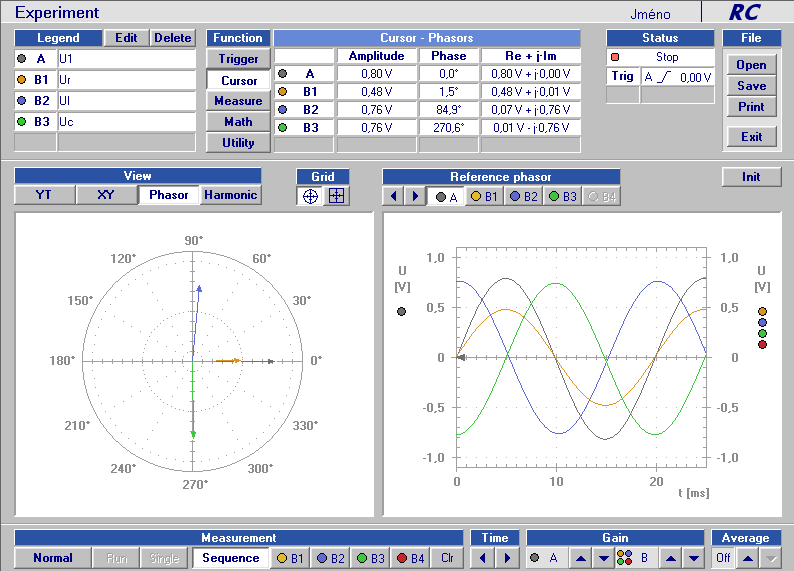 Experiment
Jméno
RC
Legend
Edit
Delete
A U1
B1 Ur
B2 Ul
B3 Uc
Function
Trigger
Cursor
Measure
Math
Utility
Cursor - Phasors
Amplitude Phase Re + j·Im
A 0,80 V 0,0° 0,80 V + j·0,00 V
B1 0,48 V 1,5° 0,48 V + j·0,01 V
B2 0,76 V 84,9° 0,07 V + j·0,76 V
B3 0,76 V 270,6° 0,01 V - j·0,76 V
Status
Stop
Trig A 0,00 V
File
Open
Save
Print
Exit
View
YT XY Phasor Harmonic
Grid
Reference phasor
A B1 B2 B3 B4
Init
90°
120° 60°
150° 30°
180° 0°
210° 330°
240° 300°
270°
U
[V]
1,0
0,5
0
-0,5
-1,0
1,0
0,5
0
-0,5
-1,0
U
[V]
0 10 20
t [ms]
Measurement
Normal Run Single Sequence B1 B2 B3 B4 Clr
Time
Gain
A B
Average
Off